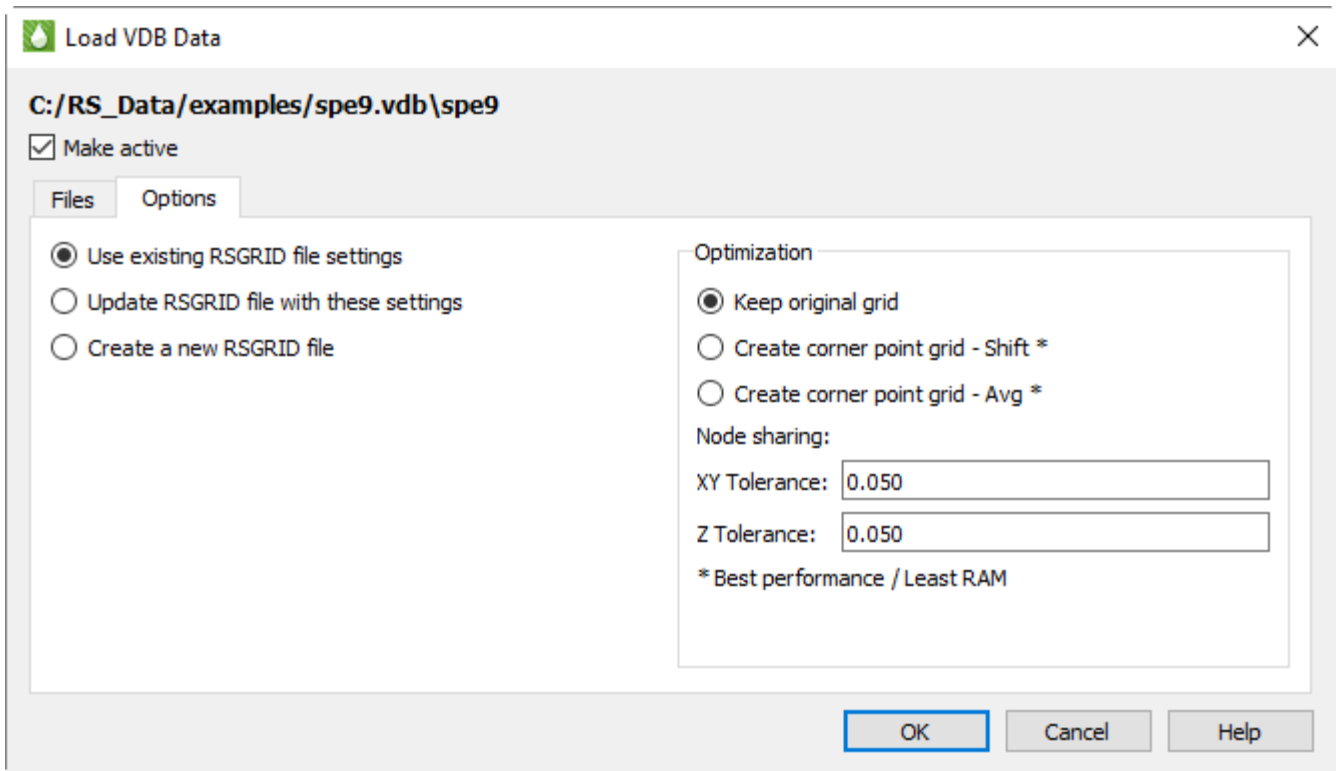 Load VDB Data
C:/RS_Data/examples/spe9.vdb\spe9
Make active
Files
Options
Use existing RSGRID file settings
Update RSGRID file with these settings
Create a new RSGRID file
Optimization
Keep original grid
Create corner point grid - Shift *
Create corner point grid - Avg *
Node sharing:
XY Tolerance: 0.050
Z Tolerance: 0.050
* Best performance / Least RAM
OK
Cancel
Help